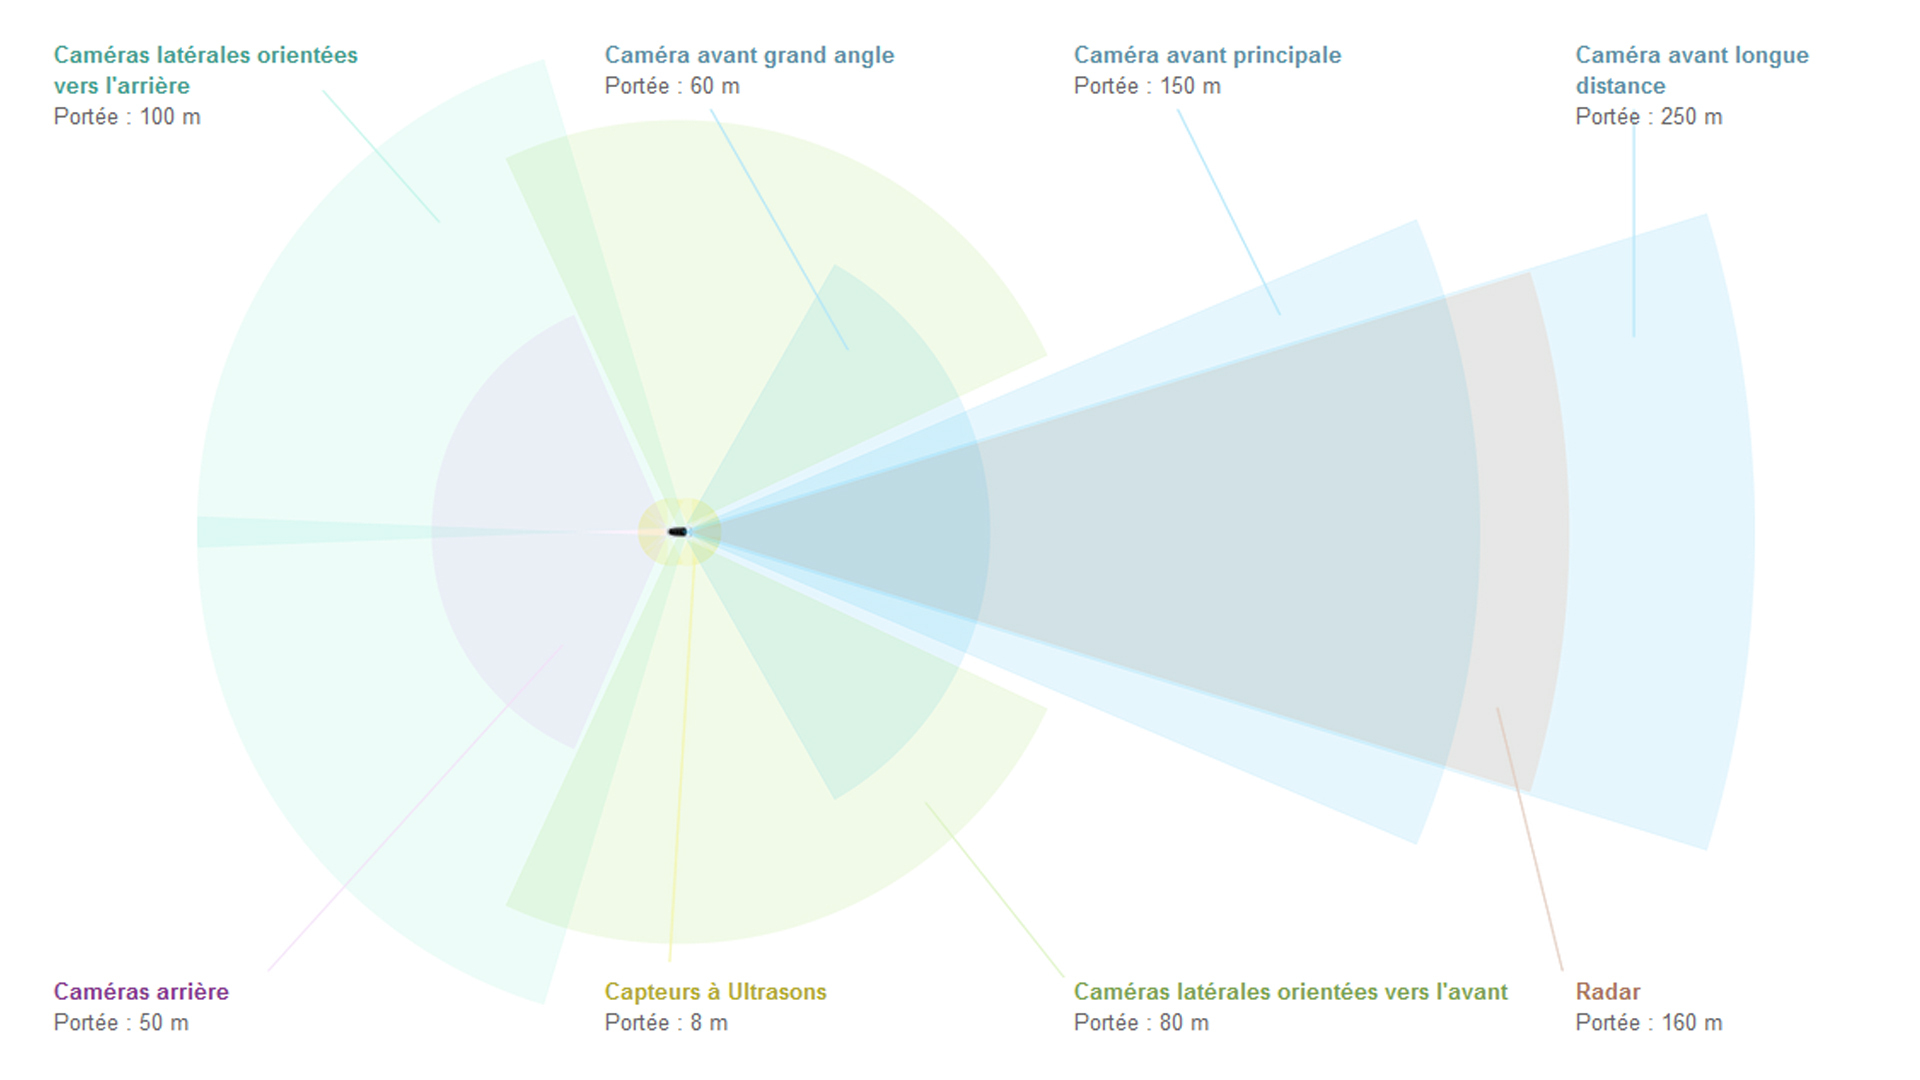 Caméras latérales orientées
vers l'arrière
Portée : 100 m
Caméra avant grand angle
Portée : 60 m
Caméra avant principale
Portée : 150 m
Caméra avant longue
distance
Portée : 250 m
Caméras arrière
Portée : 50 m
Capteurs à Ultrasons
Portée : 8 m
Caméras latérales orientées vers l'avant
Portée : 80 m
Radar
Portée : 160 m